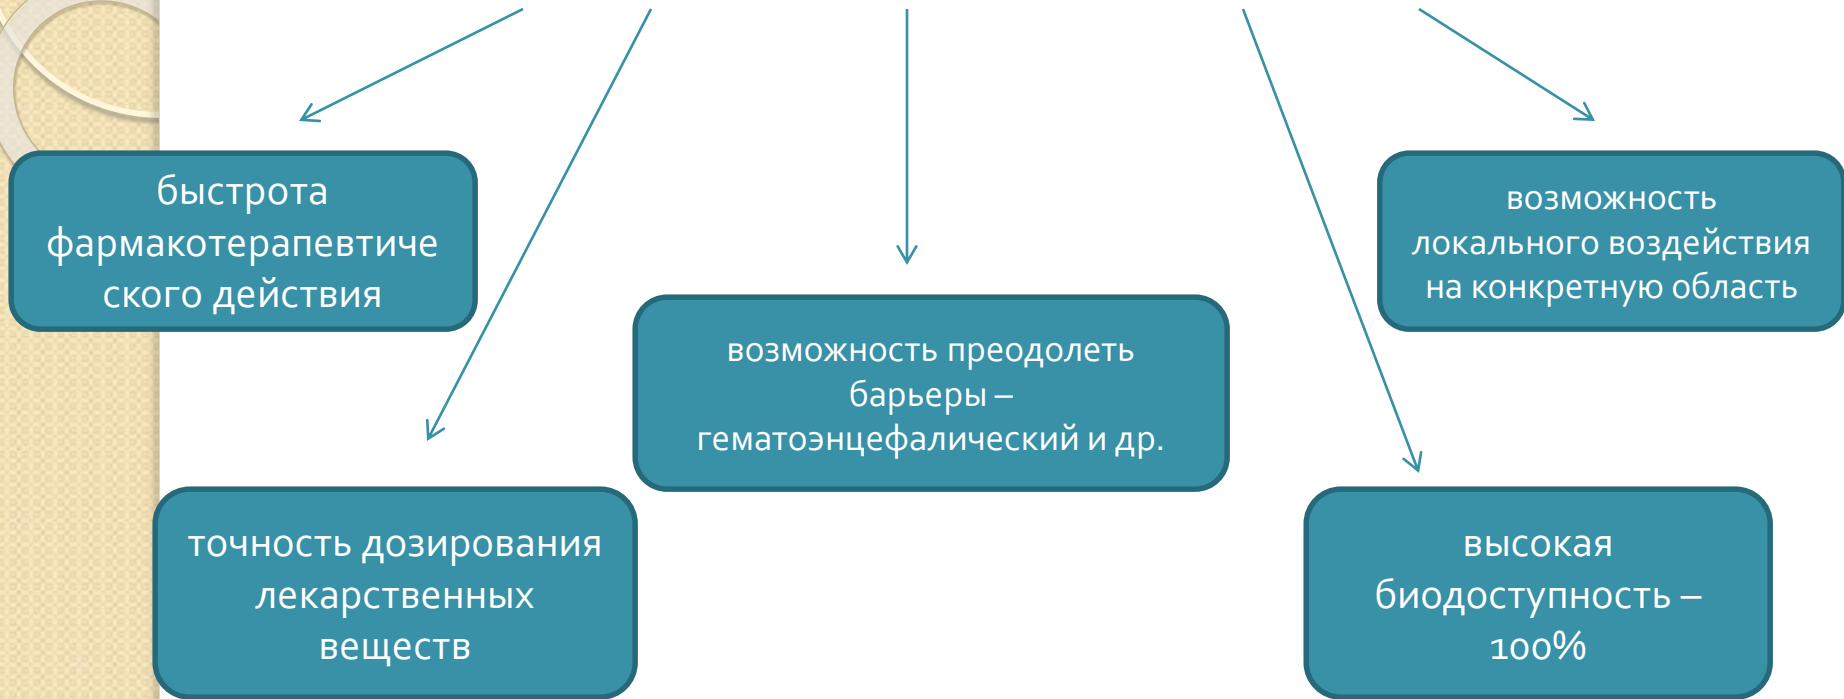 быстрота
фармакотерапевтиче
ского действия
возможность
локального воздействия
на конкретную область
возможность преодолеть
барьеры –
гематоэнцефалический и др.
точность дозирования
лекарственных
веществ
высокая
биодоступность –
100%